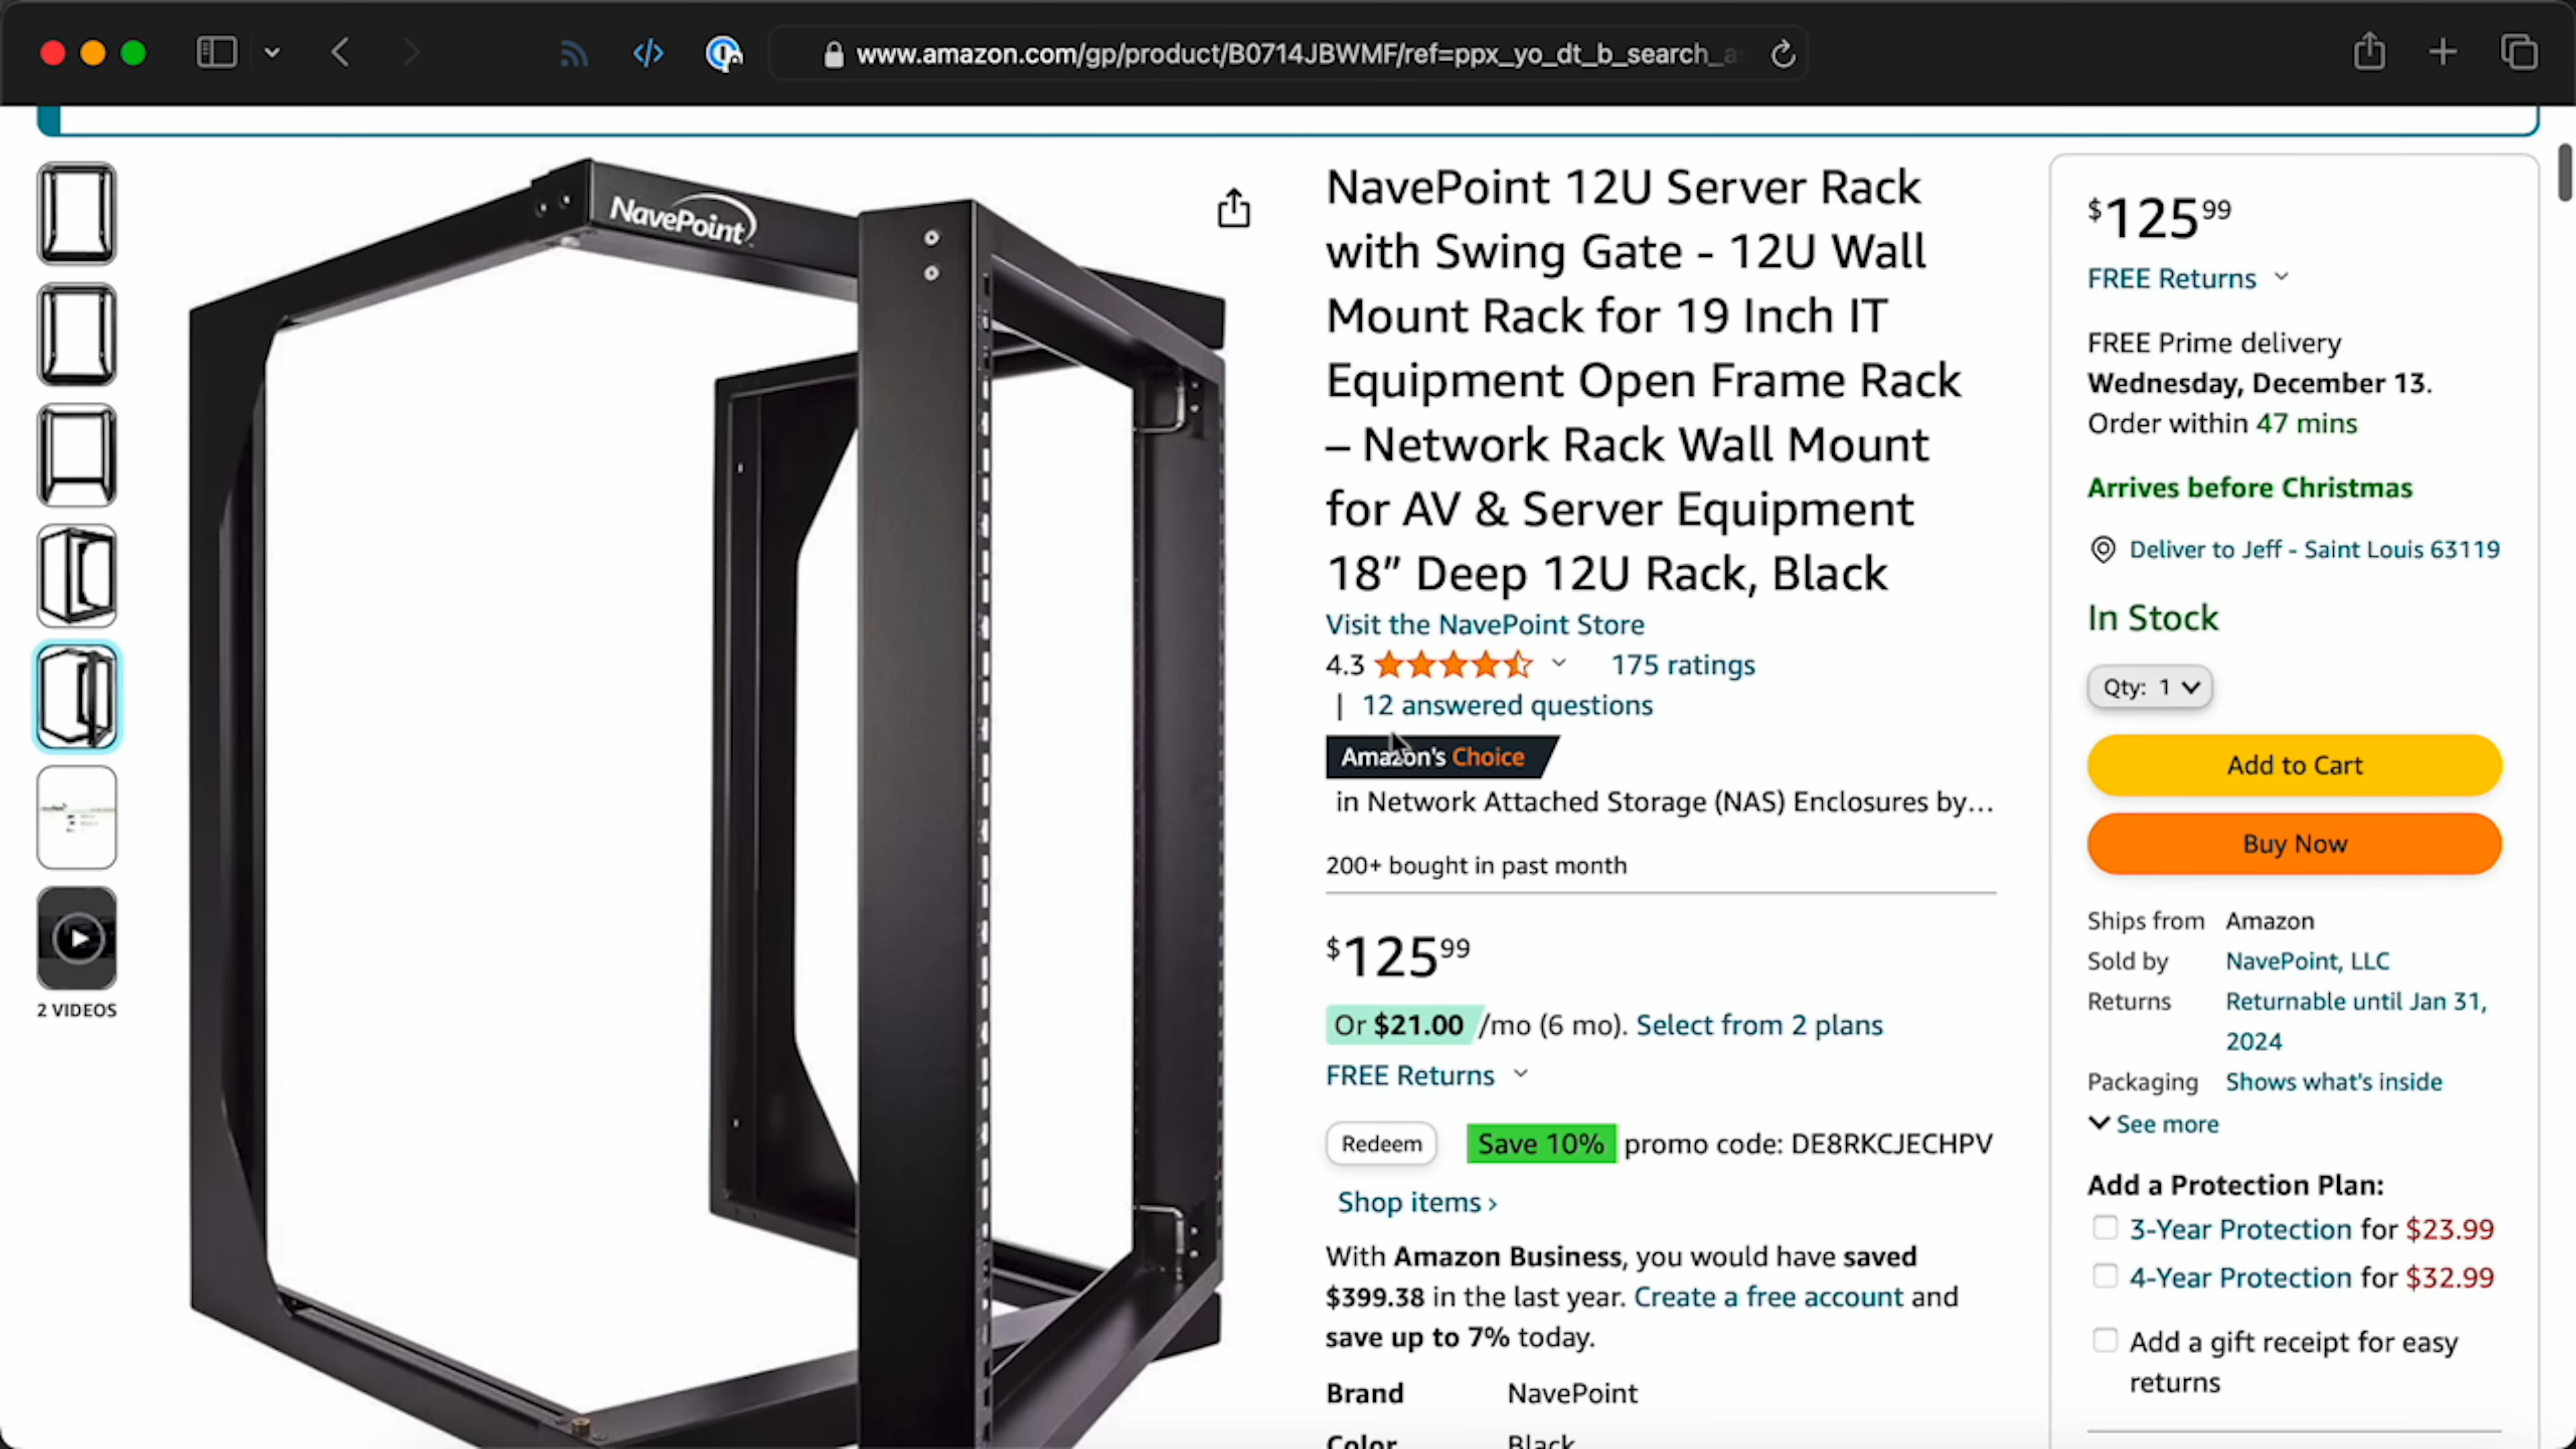 www.amazon.com/gp/product/B0714JBWMF/ref=ppx_yo_dt_b_search_a
NavePoint
2 VIDEOS
NavePoint 12U Server Rack
with Swing Gate - 12U Wall
Mount Rack for 19 Inch IT
Equipment Open Frame Rack
– Network Rack Wall Mount
for AV & Server Equipment
18” Deep 12U Rack, Black
Visit the NavePoint Store
4.3 175 ratings
| 12 answered questions
Amazon's Choice
in Network Attached Storage (NAS) Enclosures by…
200+ bought in past month
$125 99
Or $21.00 /mo (6 mo). Select from 2 plans
FREE Returns
Redeem Save 10% promo code: DE8RKCJECHPV
Shop items ›
With Amazon Business, you would have saved
$399.38 in the last year. Create a free account and
save up to 7% today.
Brand NavePoint
Color Black
$125 99
FREE Returns
FREE Prime delivery
Wednesday, December 13.
Order within 47 mins
Arrives before Christmas
Deliver to Jeff - Saint Louis 63119
In Stock
Qty: 1
Add to Cart
Buy Now
Ships from Amazon
Sold by NavePoint, LLC
Returns Returnable until Jan 31,
2024
Packaging Shows what's inside
See more
Add a Protection Plan:
3-Year Protection for $23.99
4-Year Protection for $32.99
Add a gift receipt for easy
returns